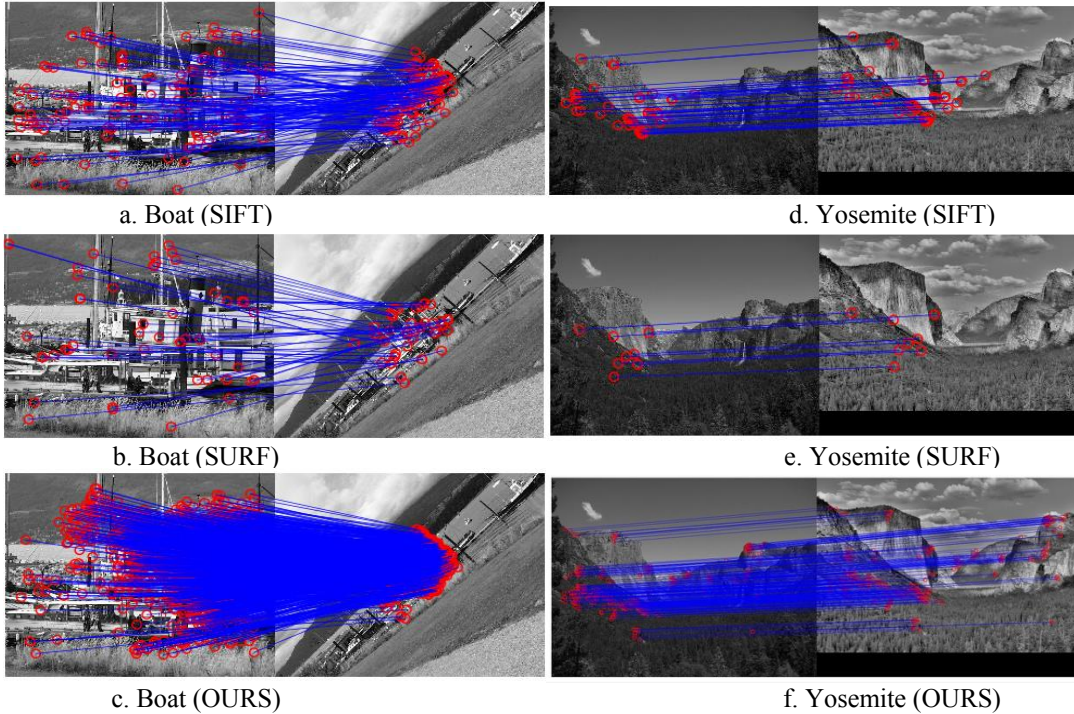 a. Boat (SIFT)
d. Yosemite (SIFT)
b. Boat (SURF)
e. Yosemite (SURF)
c. Boat (OURS)
f. Yosemite (OURS)